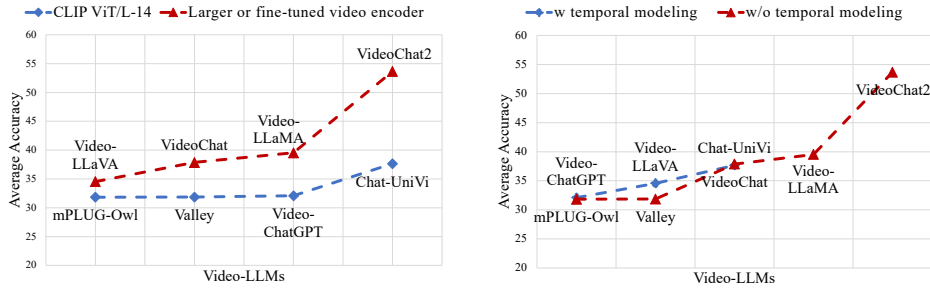 CLIP ViT/L-14
Larger or fine-tuned video encoder
Average Accuracy
60
55
50
45
40
35
30
25
20
Video-
LLaVA
VideoChat
Video-
LLaMA
VideoChat2
mPLUG-Owl
Valley
Video-
ChatGPT
Chat-UniVi
Video-LLMs
w temporal modeling
w/o temporal modeling
Average Accuracy
60
55
50
45
40
35
30
25
20
Video-
ChatGPT
Video-
LLaVA
Chat-UniVi
VideoChat2
mPLUG-Owl
Valley
VideoChat
Video-
LLaMA
Video-LLMs